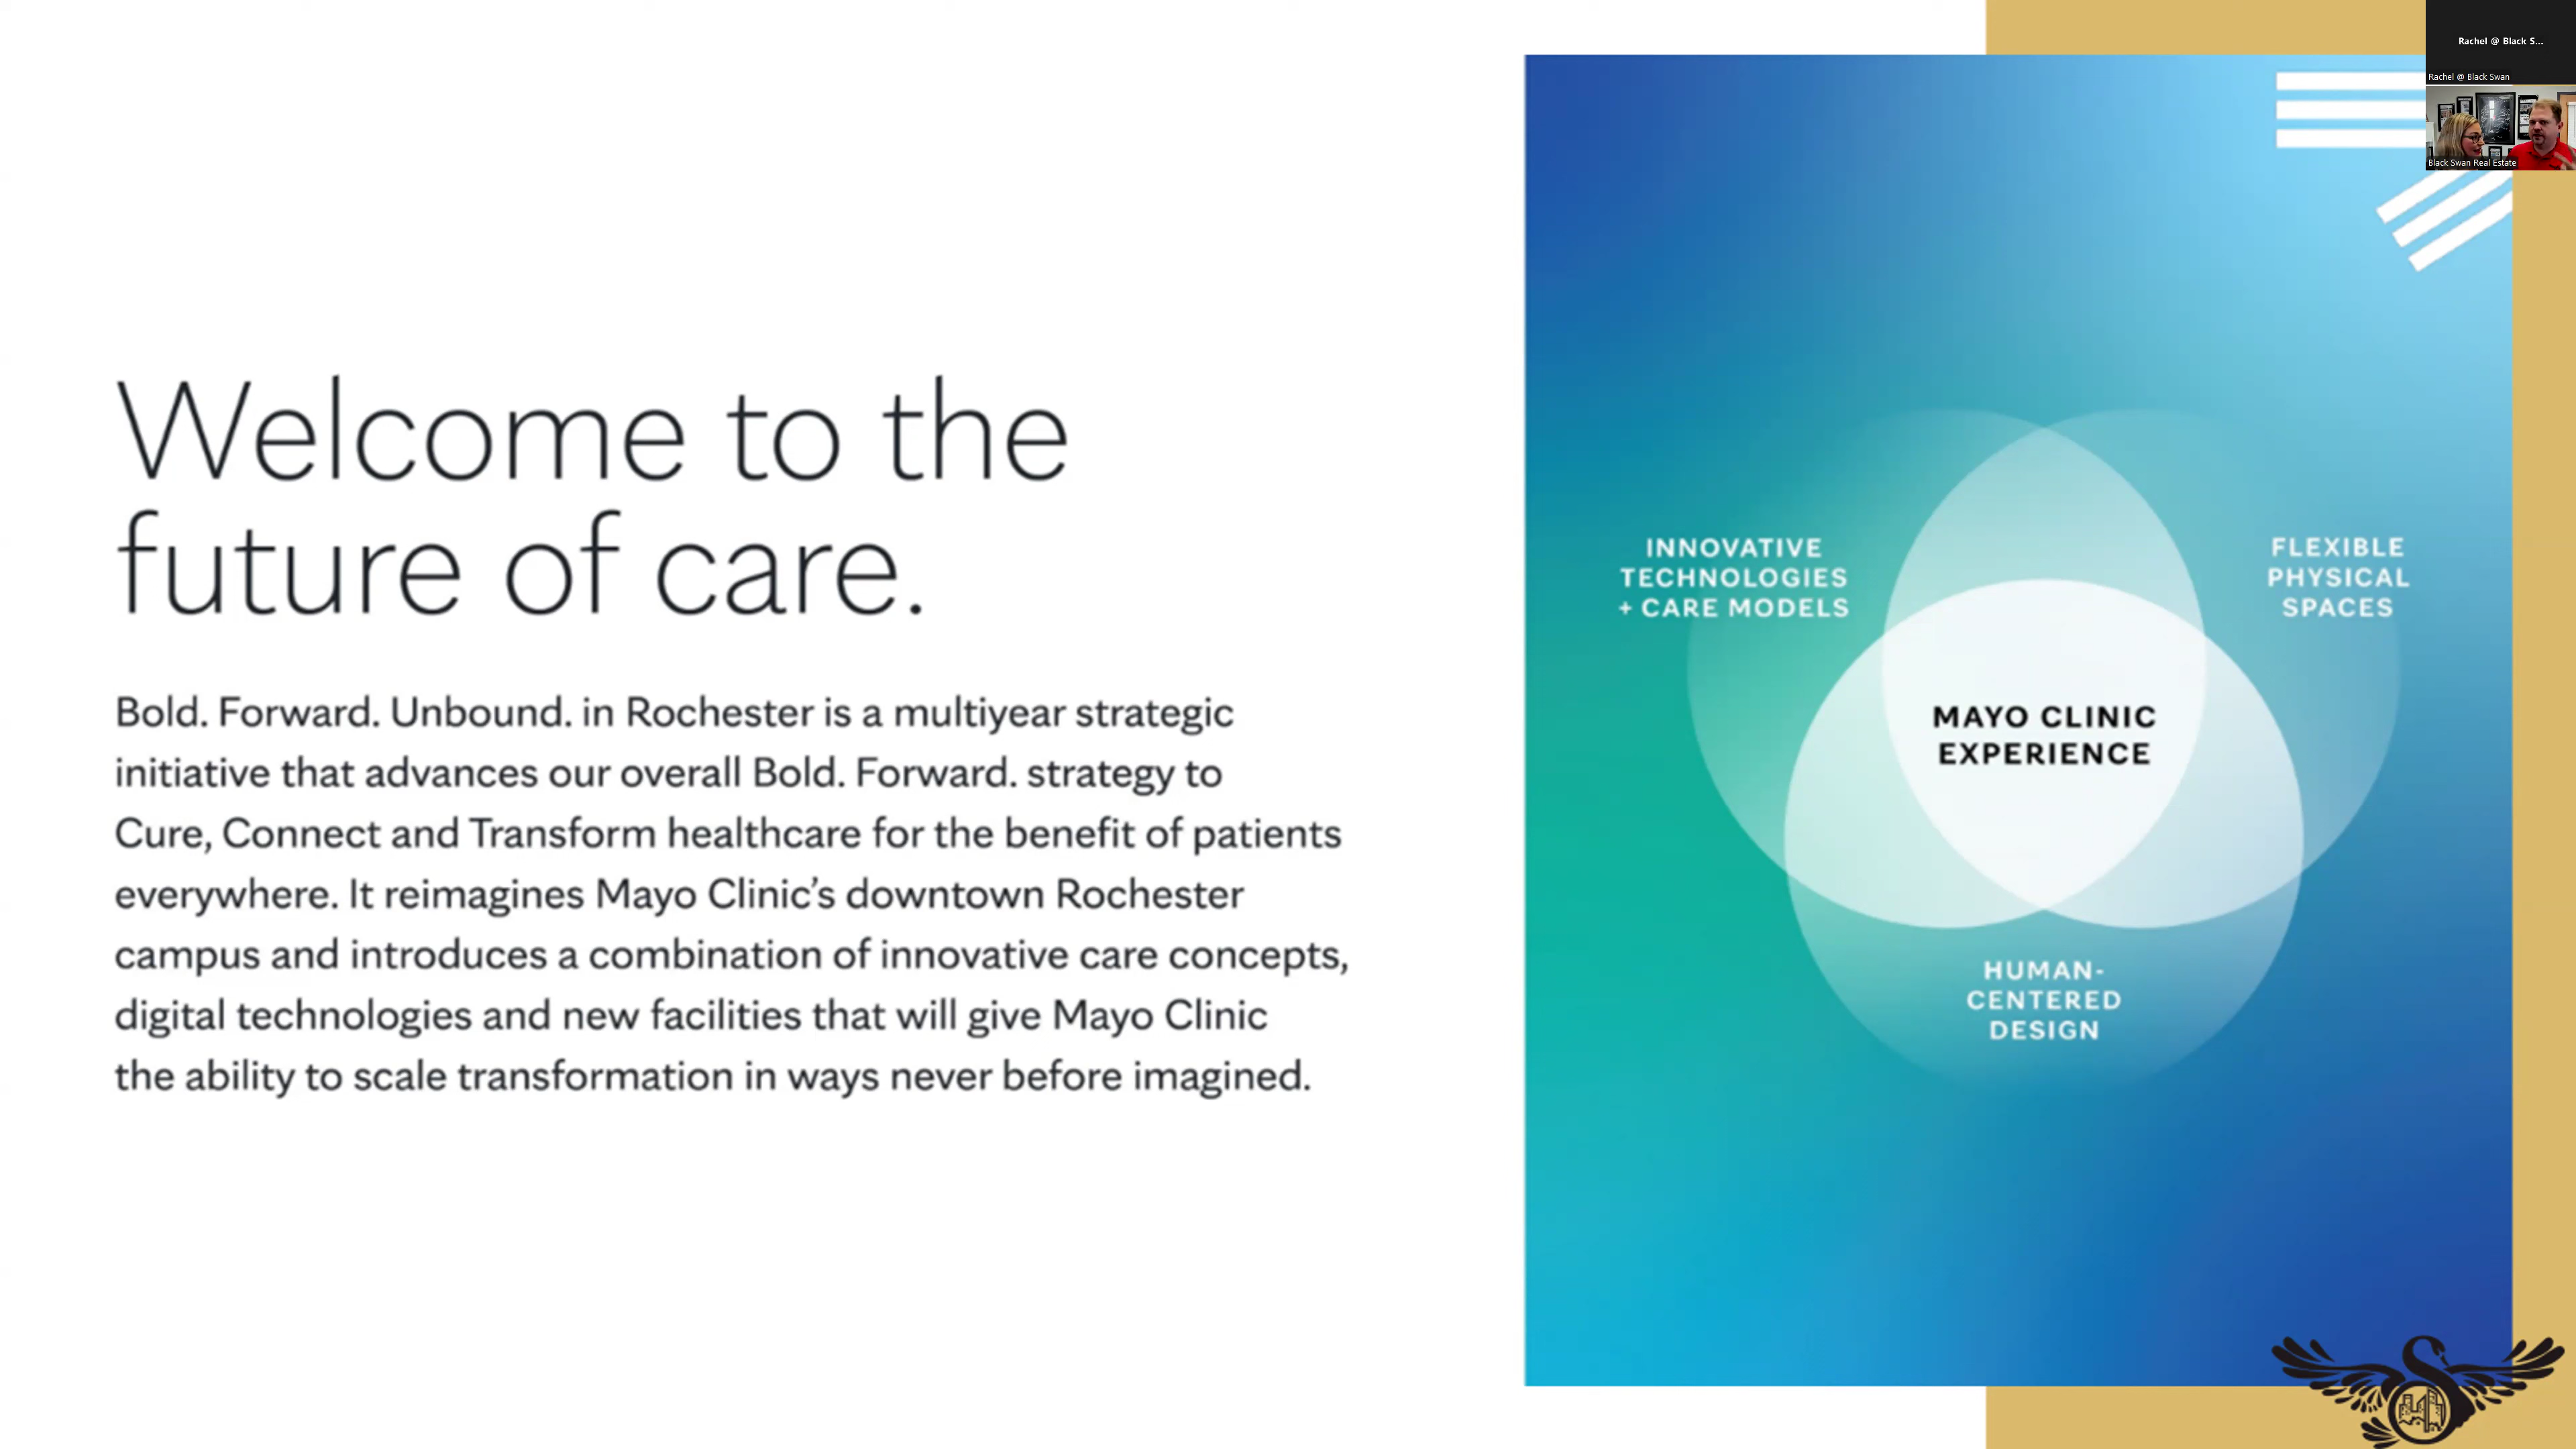 Rachel @ Black S...
Rachel @ Black Swan
Black Swan Real Estate
Welcome to the
future of care.
Bold. Forward. Unbound. in Rochester is a multiyear strategic
initiative that advances our overall Bold. Forward. strategy to
Cure, Connect and Transform healthcare for the benefit of patients
everywhere. It reimagines Mayo Clinic’s downtown Rochester
campus and introduces a combination of innovative care concepts,
digital technologies and new facilities that will give Mayo Clinic
the ability to scale transformation in ways never before imagined.
INNOVATIVE
TECHNOLOGIES
+ CARE MODELS
FLEXIBLE
PHYSICAL
SPACES
MAYO CLINIC
EXPERIENCE
HUMAN-
CENTERED
DESIGN